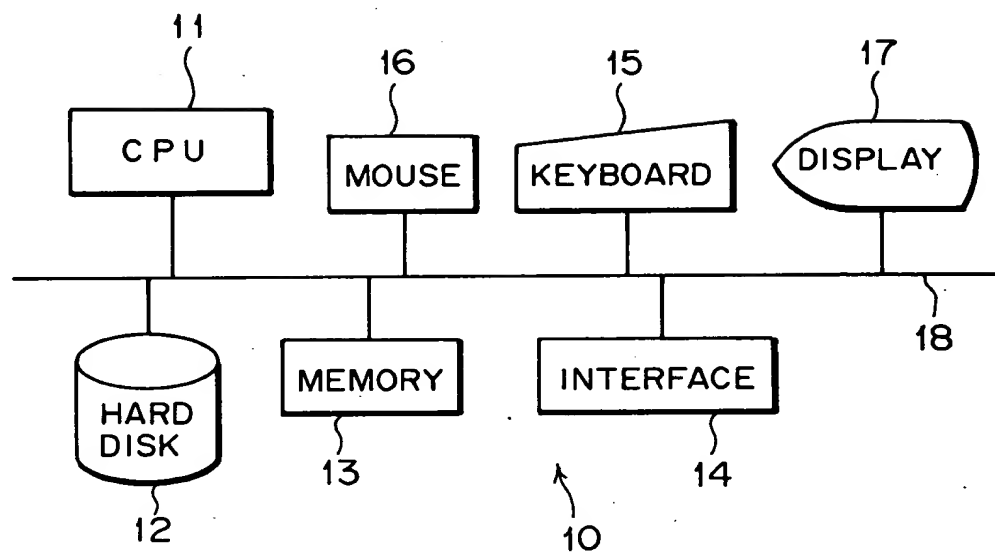 11
16
15
17
CPU
MOUSE
KEYBOARD
DISPLAY
18
HARD
DISK
MEMORY
INTERFACE
12
13
14
10